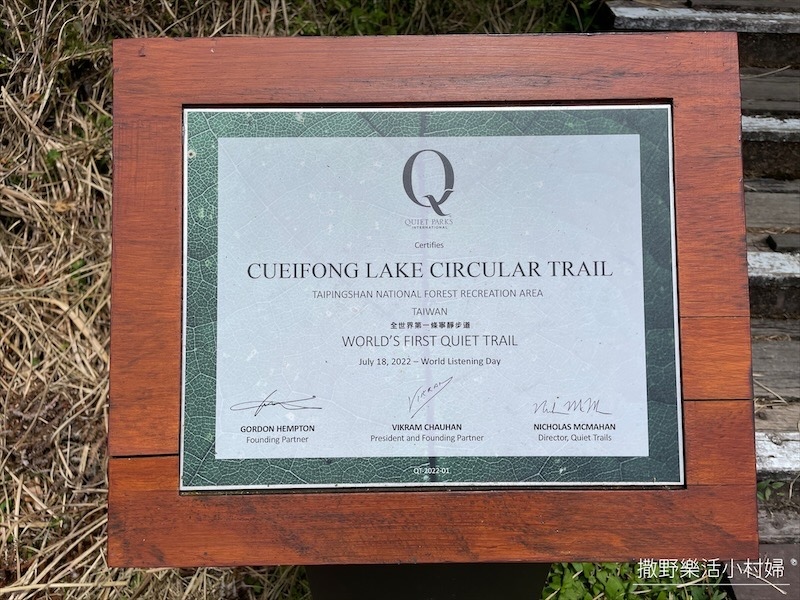 Q
QUIET PARKS
INTERNATIONAL
Certifies
CUEIFONG LAKE CIRCULAR TRAIL
TAIPINGSHAN NATIONAL FOREST RECREATION AREA
TAIWAN
全世界第一條寧靜步道
WORLD'S FIRST QUIET TRAIL
July 18, 2022 – World Listening Day
VIKRAM
GORDON HEMPTON
Founding Partner
VIKRAM CHAUHAN
President and Founding Partner
NICHOLAS MCMAHAN
Director, Quiet Trails
QT-2022-01
撒野樂活小村婦